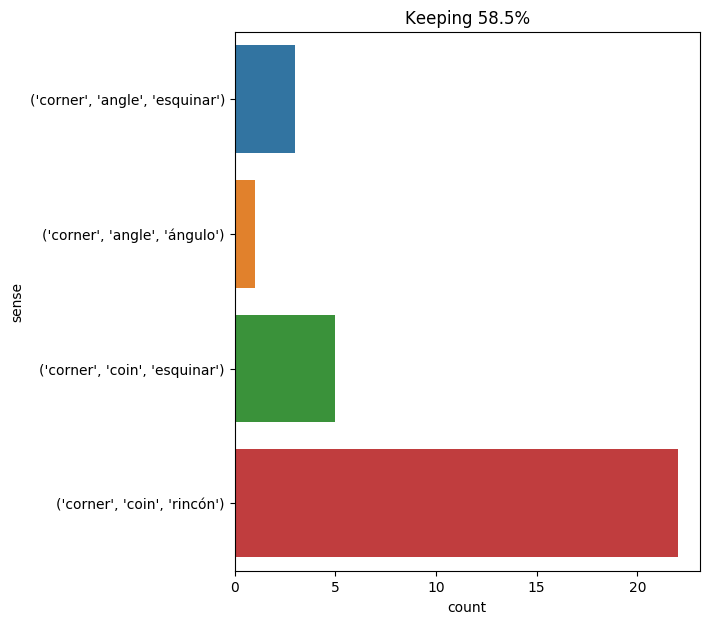 Keeping 58.5%
('corner', 'angle', 'esquinar')
('corner', 'angle', 'ángulo')
sense
('corner', 'coin', 'esquinar')
('corner', 'coin', 'rincón')
0 5 10 15 20
count